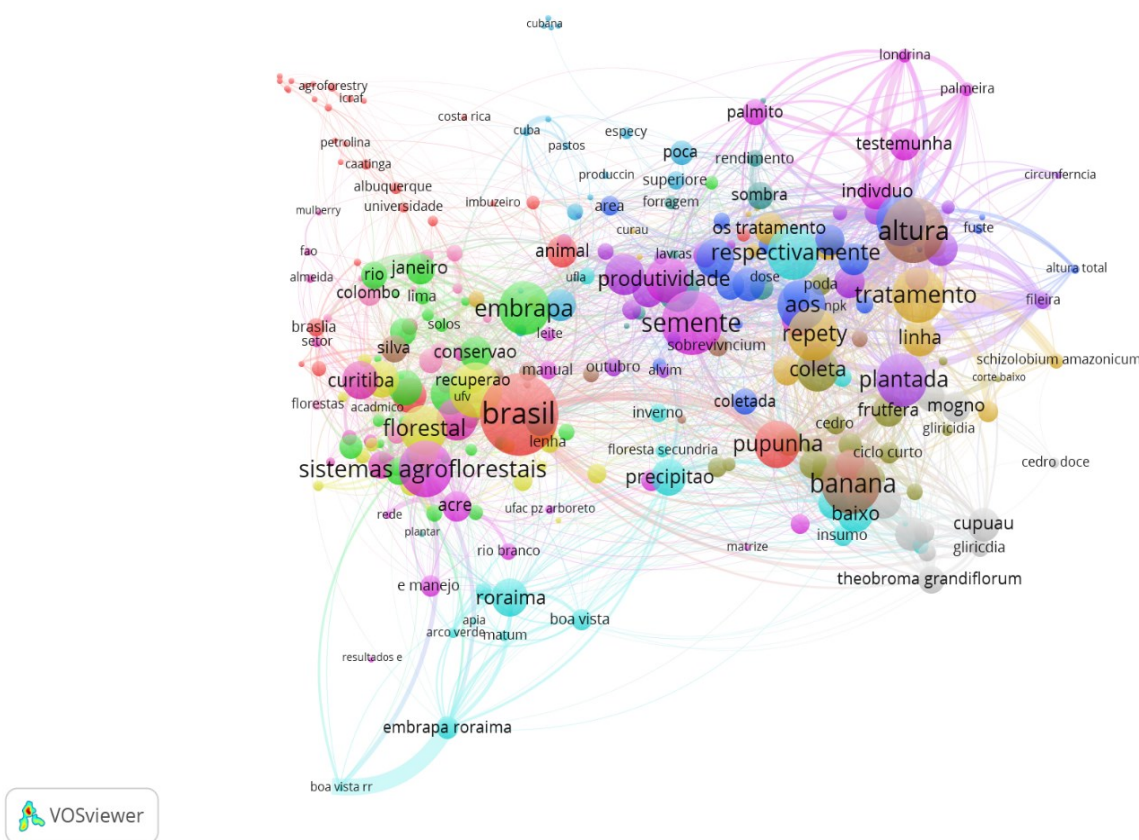 cubana
londrina
agroforestry
palmeira
icraf
palmito
costa rica
cuba
especy
testemunha
petrolina
pastos
poca
rendimento
caatinga
produccin
superiore
circunferncia
albuquerque
sombra
indivduo
universidade
imbuzeiro
area
forragem
mulberry
curau
os tratamento
altura
fuste
fao
animal
lavras
respectivamente
rio
janeiro
almeida
ufla
produtividade
dose
altura total
colombo
lima
poda
tratamento
fileira
embrapa
aos
npk
braslia
solos
leite
semente
setor
repety
linha
silva
conservao
sobrevivncium
schizolobium amazonicum
manual
outubro
alvim
coleta
curitiba
recuperao
plantada
corte baixo
ufv
florestas
acadmico
brasil
inverno
coletada
frutfera
mogno
florestal
cedro
gliricidia
lenha
floresta secundria
pupunha
ciclo curto
sistemas agroflorestais
precipitao
cedro doce
banana
acre
rede
ufac pz arboreto
baixo
cupuau
plantar
insumo
rio branco
matrize
gliricdia
e manejo
theobroma grandiflorum
roraima
apia
boa vista
arco verde
matum
resultados e
embrapa roraima
boa vista rr
VOSviewer